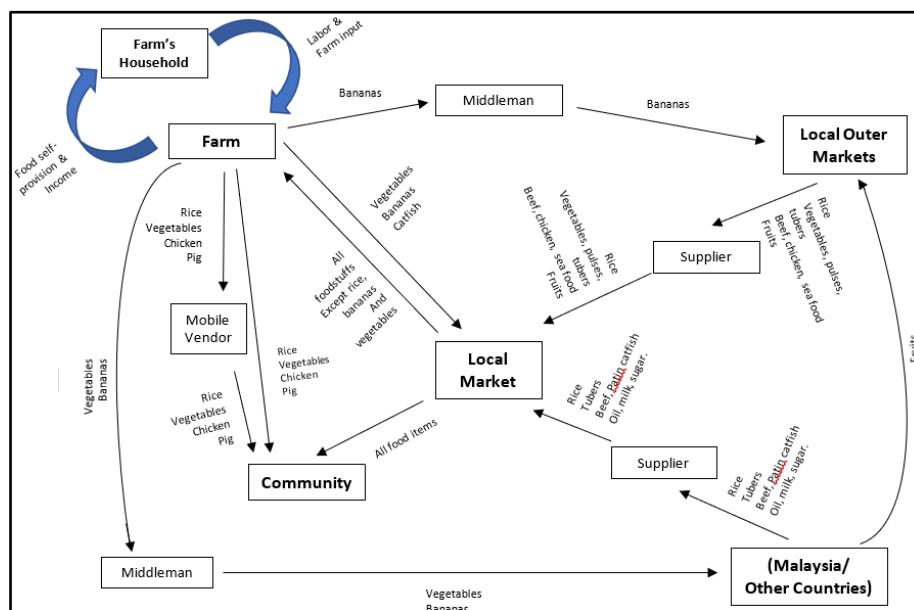 Farm's
Household
Labor &
Farm input
Food self-
provision &
Income
Farm
Bananas
Middleman
Bananas
Local Outer
Markets
Rice
Vegetables
Chicken
Pig
Mobile
Vendor
Rice
Vegetables
Chicken
Pig
Rice
Vegetables
Chicken
Pig
Vegetables
Bananas
Catfish
All
foodstuffs
Except rice,
bananas
And
vegetables
Rice
Vegetables, pulses,
tubers
Beef, chicken, sea food
Fruits
Supplier
Rice
Vegetables, pulses,
tubers
Beef, chicken, sea food
Fruits
Fruits
Local
Market
All food items
Community
Rice
Tubers
Beef, Patin catfish
Oil, milk, sugar.
Supplier
Rice
Tubers
Beef, Patin catfish
Oil, milk, sugar.
(Malaysia/
Other Countries)
Vegetables
Bananas
Middleman
Vegetables
Bananas